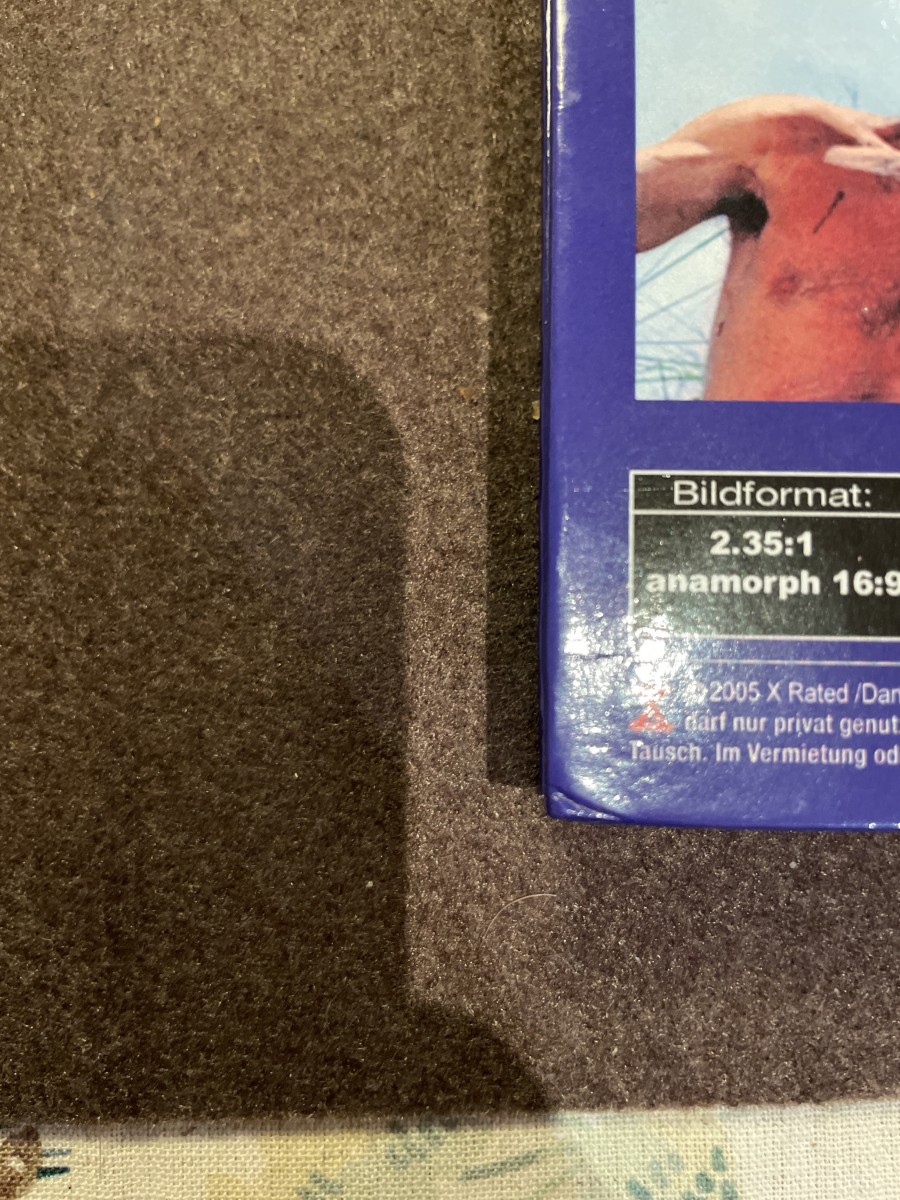 Bildformat:
2.35:1
anamorph 16:9
© 2005 X Rated /Dan
darf nur privat genut
Tausch. Im Vermietung od